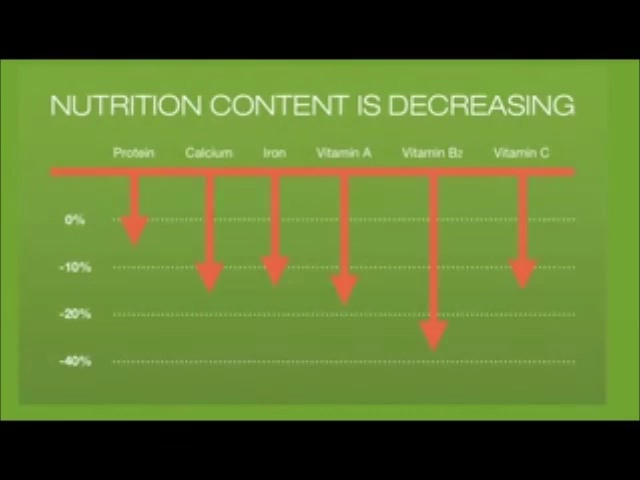 NUTRITION CONTENT IS DECREASING
Protein Calcium Iron Vitamin A Vitamin B2 Vitamin C
0%
-10%
-20%
-40%